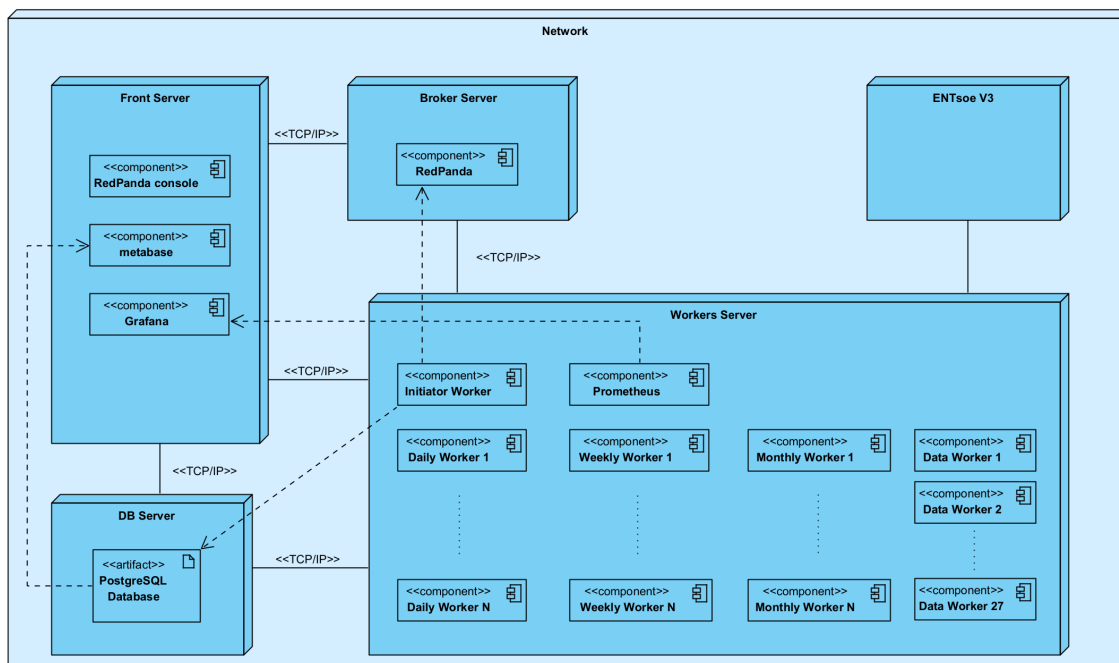 Network
Front Server
<<component>>
RedPanda console
<<component>>
metabase
<<component>>
Grafana
<<TCP/IP>>
Broker Server
<<component>>
RedPanda
ENTsoe V3
<<TCP/IP>>
<<TCP/IP>>
<<TCP/IP>>
Workers Server
<<component>>
Initiator Worker
<<component>>
Prometheus
<<component>>
Daily Worker 1
<<component>>
Weekly Worker 1
<<component>>
Monthly Worker 1
<<component>>
Data Worker 1
<<component>>
Data Worker 2
<<component>>
Daily Worker N
<<component>>
Weekly Worker N
<<component>>
Monthly Worker N
<<component>>
Data Worker 27
DB Server
<<artifact>>
PostgreSQL
Database
<<TCP/IP>>